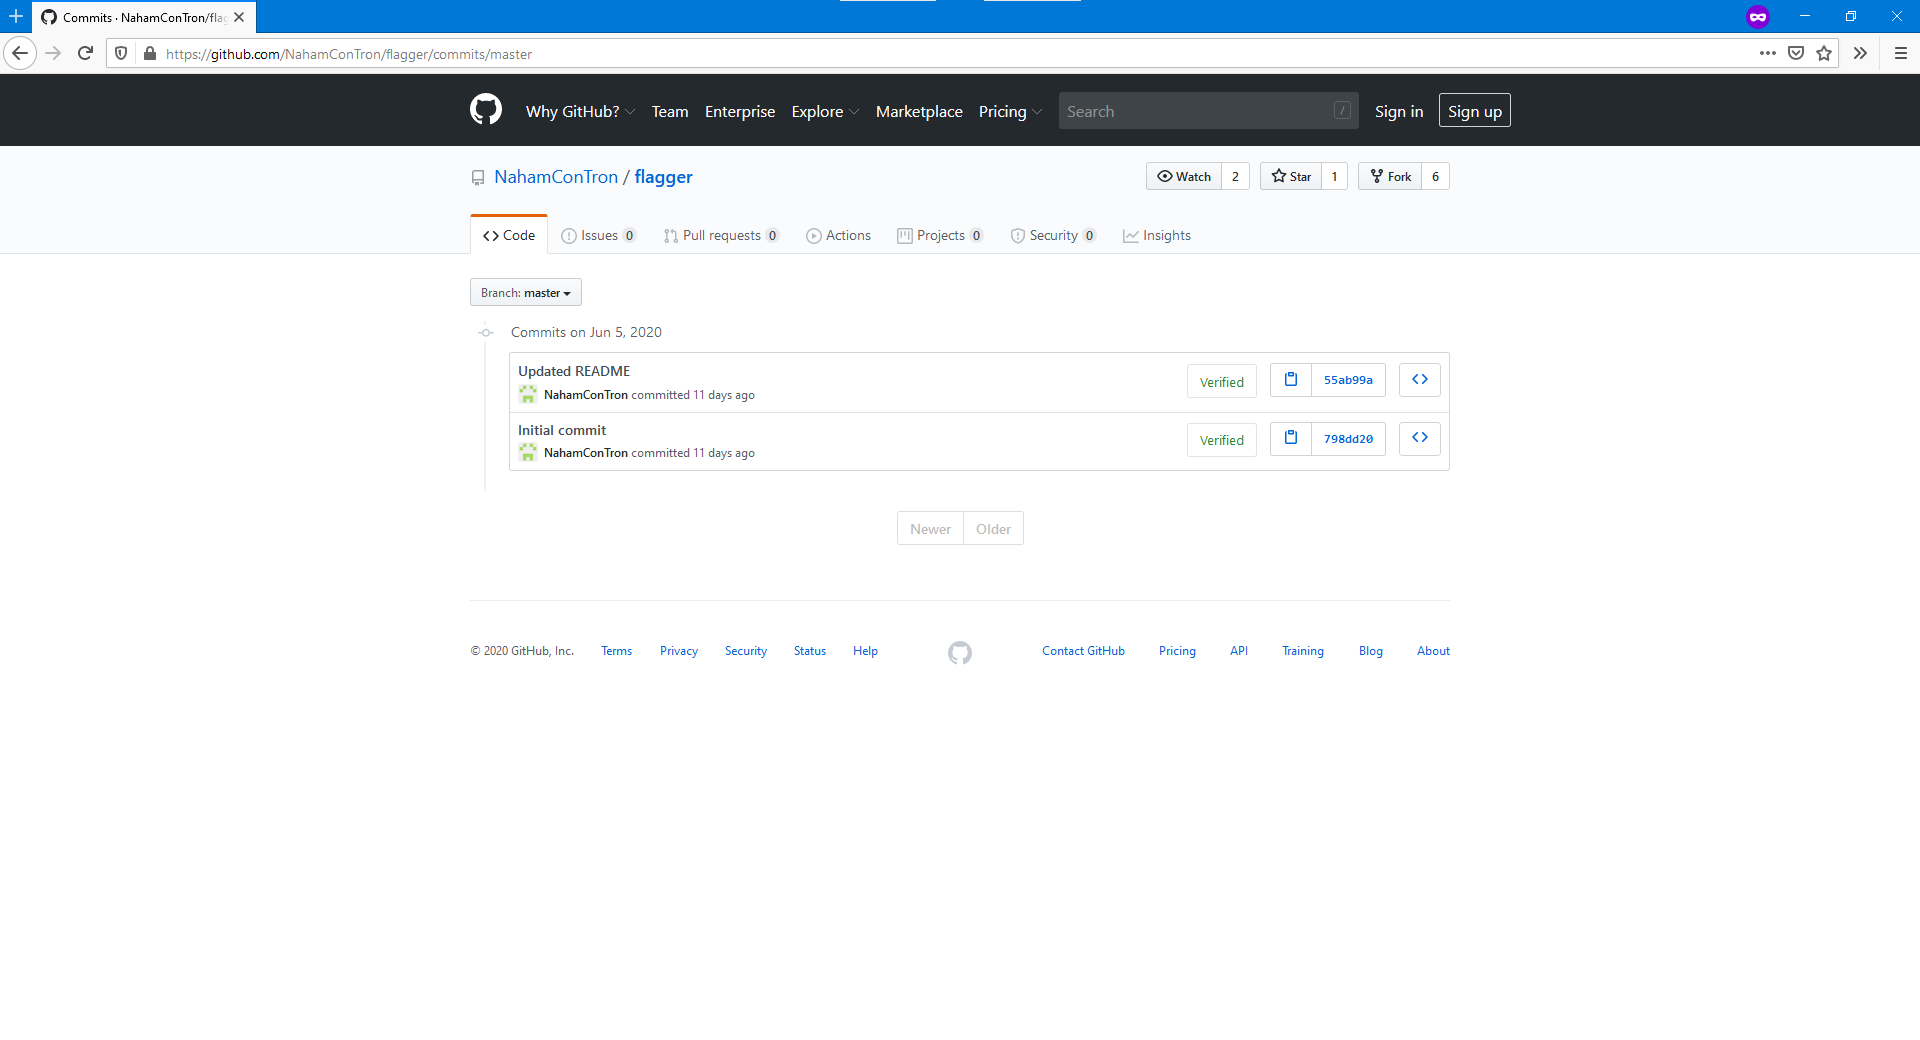 Commits · NahamConTron/fla
https://github.com/NahamConTron/flagger/commits/master
Why GitHub? Team Enterprise Explore Marketplace Pricing Search / Sign in Sign up
NahamConTron / flagger
Watch 2 Star 1 Fork 6
Code Issues 0 Pull requests 0 Actions Projects 0 Security 0 Insights
Branch: master
Commits on Jun 5, 2020
Updated README
NahamConTron committed 11 days ago
Verified 55ab99a
Initial commit
NahamConTron committed 11 days ago
Verified 798dd20
Newer Older
© 2020 GitHub, Inc. Terms Privacy Security Status Help Contact GitHub Pricing API Training Blog About